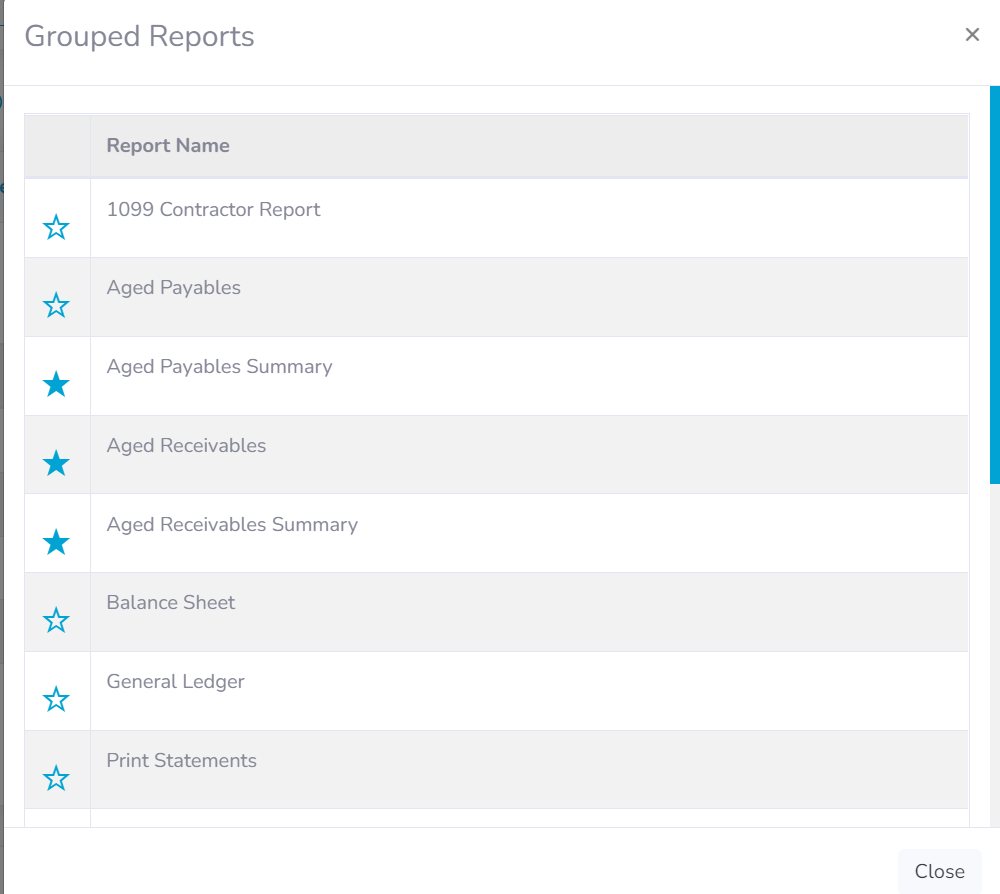 Grouped Reports
Report Name
1099 Contractor Report
Aged Payables
Aged Payables Summary
Aged Receivables
Aged Receivables Summary
Balance Sheet
General Ledger
Print Statements
Close